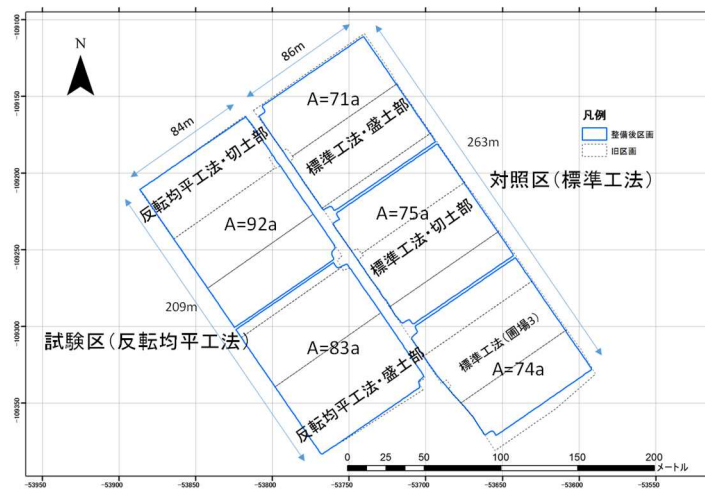 N
86m
84m
263m
209m
凡例
整備後区画
旧区画
A=71a
標準工法・盛土部
反転均平工法・切土部
A=92a
A=75a
標準工法・切土部
対照区(標準工法)
試験区(反転均平工法)
A=83a
反転均平工法・盛土部
標準工法(圃場3)
A=74a
0 25 50 100 150 200
メートル
-109100
-109150
-109200
-109250
-109300
-109350
-53950 -53900 -53850 -53800 -53750 -53700 -53650 -53600 -53550